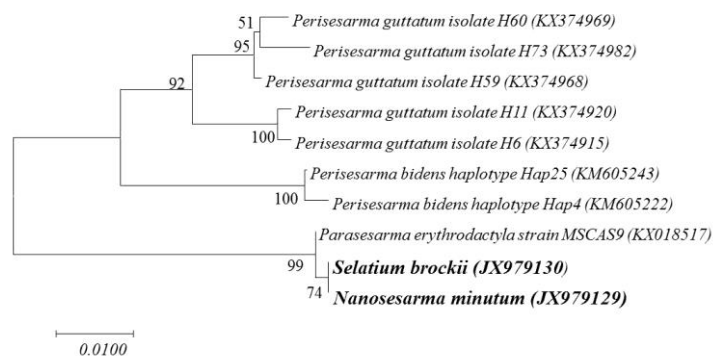 51
Perisesarma guttatum isolate H60 (KX374969)
95
Perisesarma guttatum isolate H73 (KX374982)
Perisesarma guttatum isolate H59 (KX374968)
92
Perisesarma guttatum isolate H11 (KX374920)
100
Perisesarma guttatum isolate H6 (KX374915)
Perisesarma bidens haplotype Hap25 (KM605243)
100
Perisesarma bidens haplotype Hap4 (KM605222)
Parasesarma erythrodactyla strain MSCAS9 (KX018517)
99
Selatium brockii (JX979130)
74
Nanosesarma minutum (JX979129)
0.0100